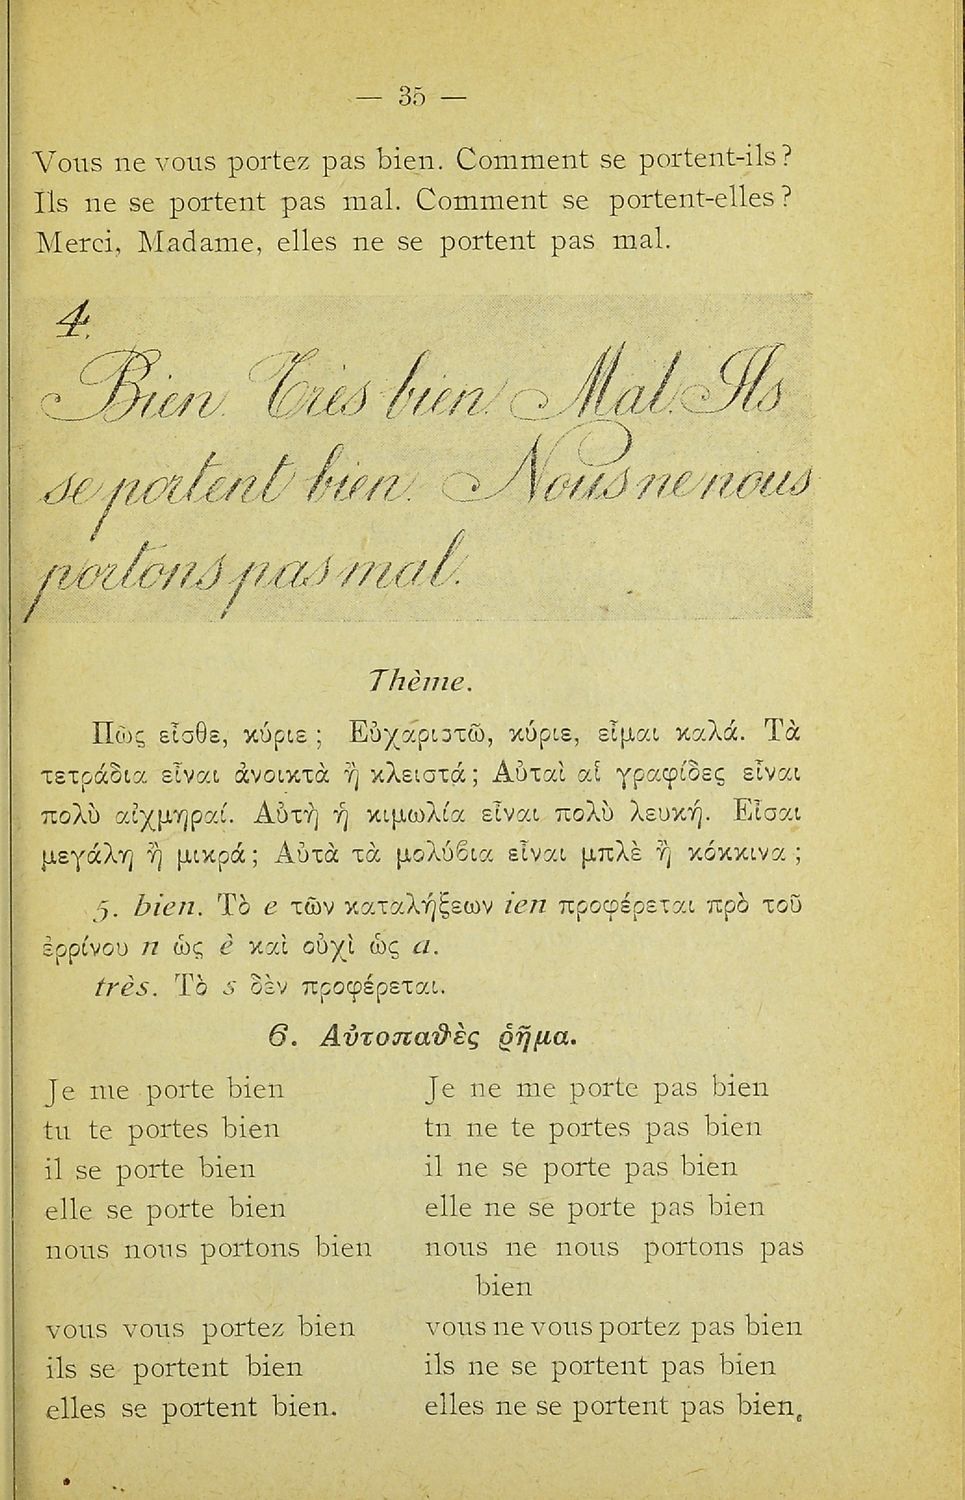 — 35 —
Vous ne vous portez pas bien. Comment se portent-ils?
Ils ne se portent pas mal. Comment se portent-elles?
Merci, Madame, elles ne se portent pas mal.
4.
Bien. Très bien. Mal. Ils
se portent bien. Nous ne nous
portons pas mal.
Thème.
Πῶς εἶσθε, κύριε; Εὐχαριστῶ, κύριε, εἶμαι καλά. Τὰ
τετράδια εἶναι ἀνοικτὰ ἢ κλειστά; Αὐταὶ αἱ γραφίδες εἶναι
πολὺ αἰχμηραί. Αὐτὴ ἡ κιμωλία εἶναι πολὺ λευκή. Εἶσαι
μεγάλη ἢ μικρά; Αὐτὰ τὰ μολύβια εἶναι μπλὲ ἢ κόκκινα;
5. bien. Τὸ e τῶν καταλήξεων ien προφέρεται πρὸ τοῦ
ἐρρίνου n ὡς è καὶ οὐχὶ ὡς a.
très. Τὸ s δὲν προφέρεται.
6. Αὐτοπαθὲς ῥῆμα.
Je me porte bien
tu te portes bien
il se porte bien
elle se porte bien
nous nous portons bien
vous vous portez bien
ils se portent bien
elles se portent bien.
Je ne me porte pas bien
tn ne te portes pas bien
il ne se porte pas bien
elle ne se porte pas bien
nous ne nous portons pas
bien
vous ne vous portez pas bien
ils ne se portent pas bien
elles ne se portent pas bien.